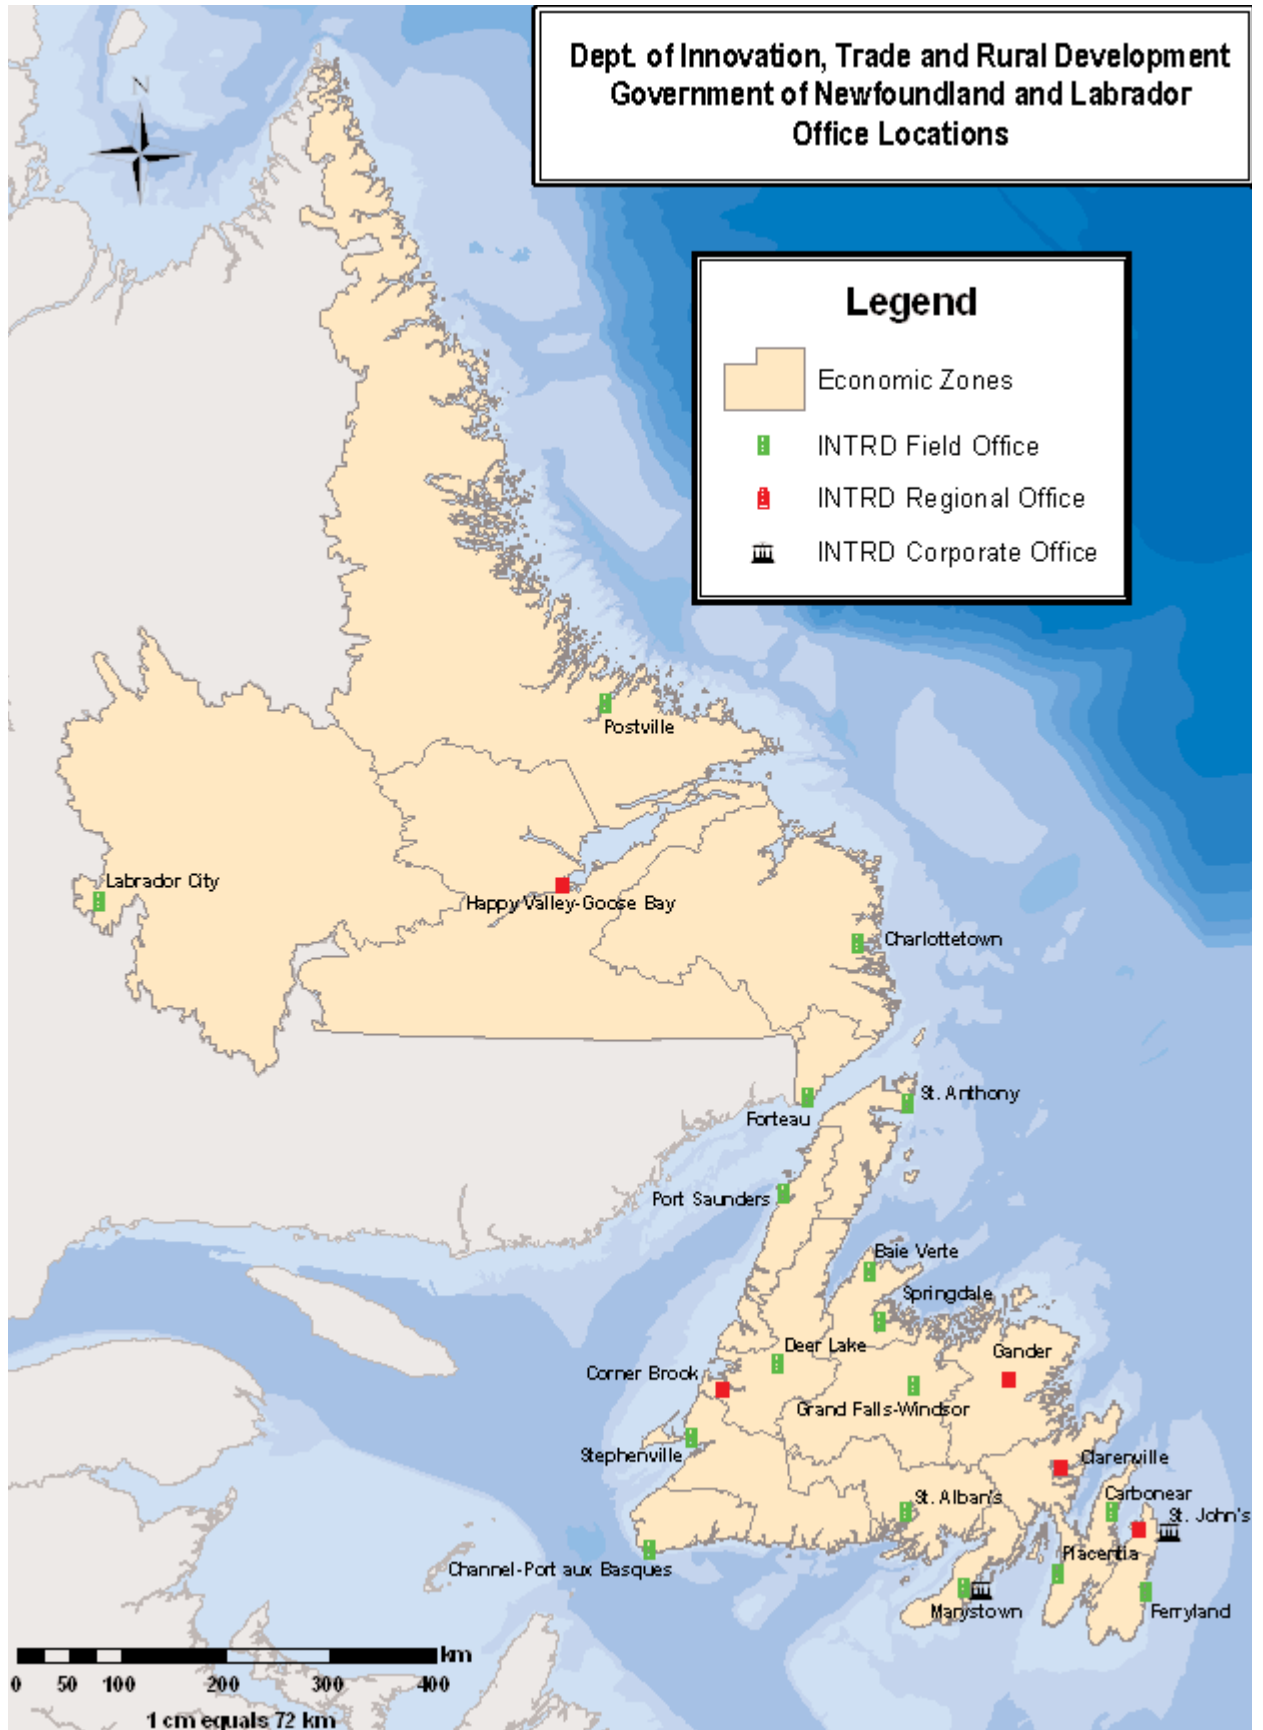 Dept. of Innovation, Trade and Rural Development
Government of Newfoundland and Labrador
Office Locations
N
Legend
Economic Zones
INTRD Field Office
INTRD Regional Office
INTRD Corporate Office
Postville
Labrador City
Happy Valley-Goose Bay
Charlottetown
St. Anthony
Forteau
Port Saunders
Baie Verte
Springdale
Deer Lake
Gander
Corner Brook
Grand Falls-Windsor
Stephenville
Clarerville
St. Alban's
Carbonear
St. John's
Placentia
Channel-Port aux Basques
Marystown
Ferryland
km
0 50 100 200 300 400
1 cm equals 72 km